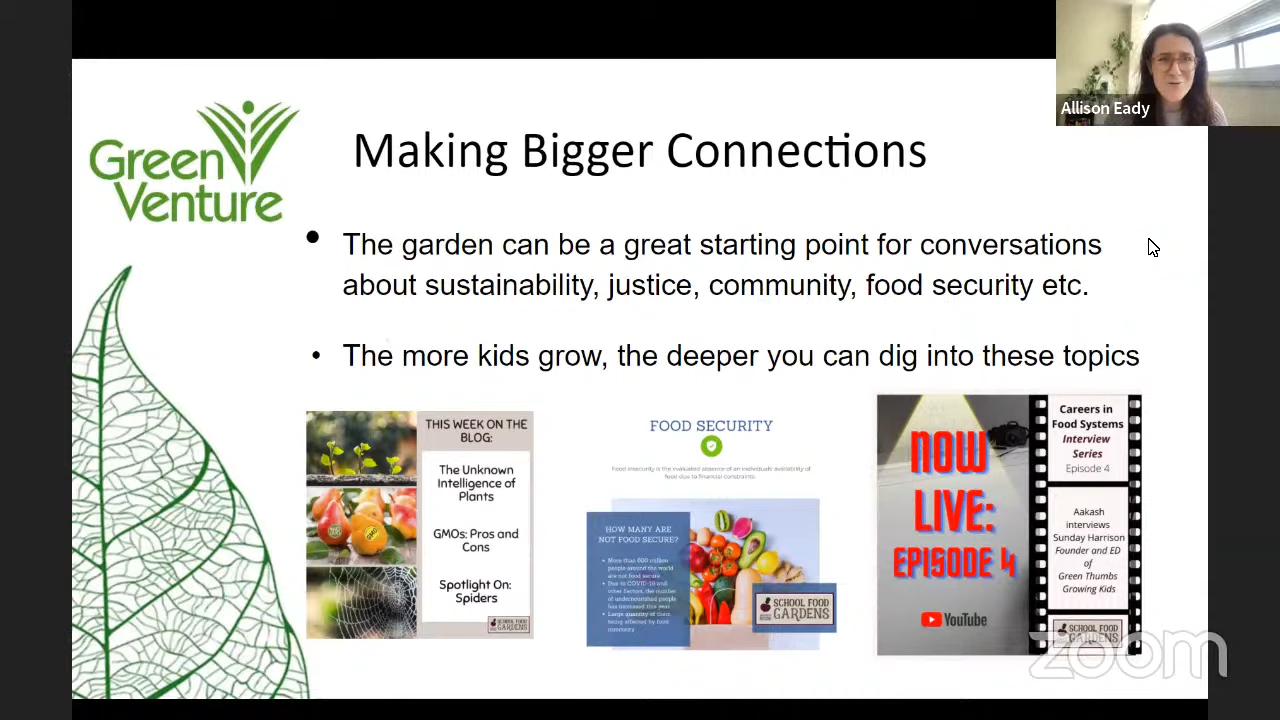 Allison Eady
Green
Venture
Making Bigger Connections
• The garden can be a great starting point for conversations
about sustainability, justice, community, food security etc.
• The more kids grow, the deeper you can dig into these topics
THIS WEEK ON THE
BLOG:
The Unknown
Intelligence of
Plants
GMOs: Pros and
Cons
Spotlight On:
Spiders
SCHOOL FOOD
GARDENS
FOOD SECURITY
Food insecurity is the evaluated absence of an individuals availability of
food due to financial constraints.
HOW MANY ARE
NOT FOOD SECURE?
• More than 600 million
people around the world
are not food secure
• Due to COVID-19 and
other factors, the number
of undernourished people
has increased this year
• Large quantity of them
being affected by food
SCHOOL FOOD
GARDENS
NOW
LIVE:
EPISODE 4
YouTube
Careers in
Food Systems
Interview
Series
Episode 4
Aakash
interviews
Sunday Harrison
Founder and ED
of
Green Thumbs
Growing Kids
SCHOOL FOOD
GARDENS
zoom